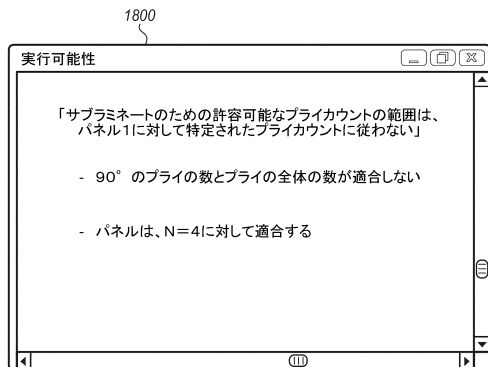 1800
実行可能性
「サブラミネートのための許容可能なプライカウントの範囲は、
パネル1に対して特定されたプライカウントに従わない」
- 90°のプライの数とプライの全体の数が適合しない
- パネルは、N=4に対して適合する